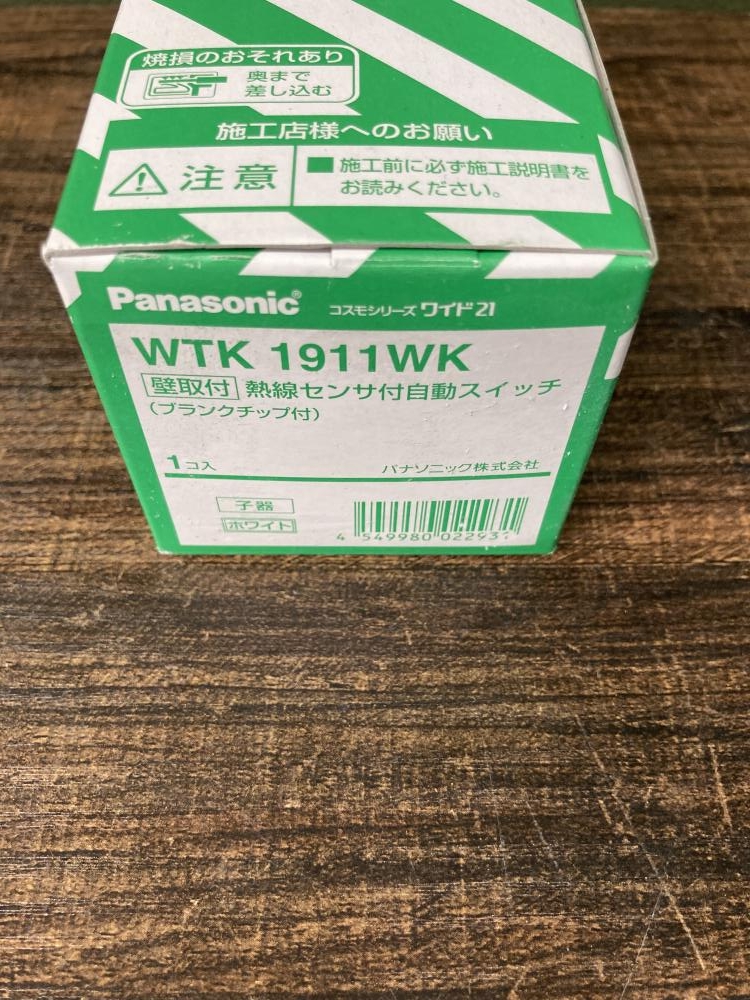 焼損のおそれあり
奥まで
差し込む
施工店様へのお願い
注意
■施工前に必ず施工説明書を
お読みください。
Panasonic® コスモシリーズ ワイド21
WTK 1911WK
壁取付 熱線センサ付自動スイッチ
(ブランクチップ付)
1コ入 パナソニック株式会社
子器
ホワイト
4 549980 022931